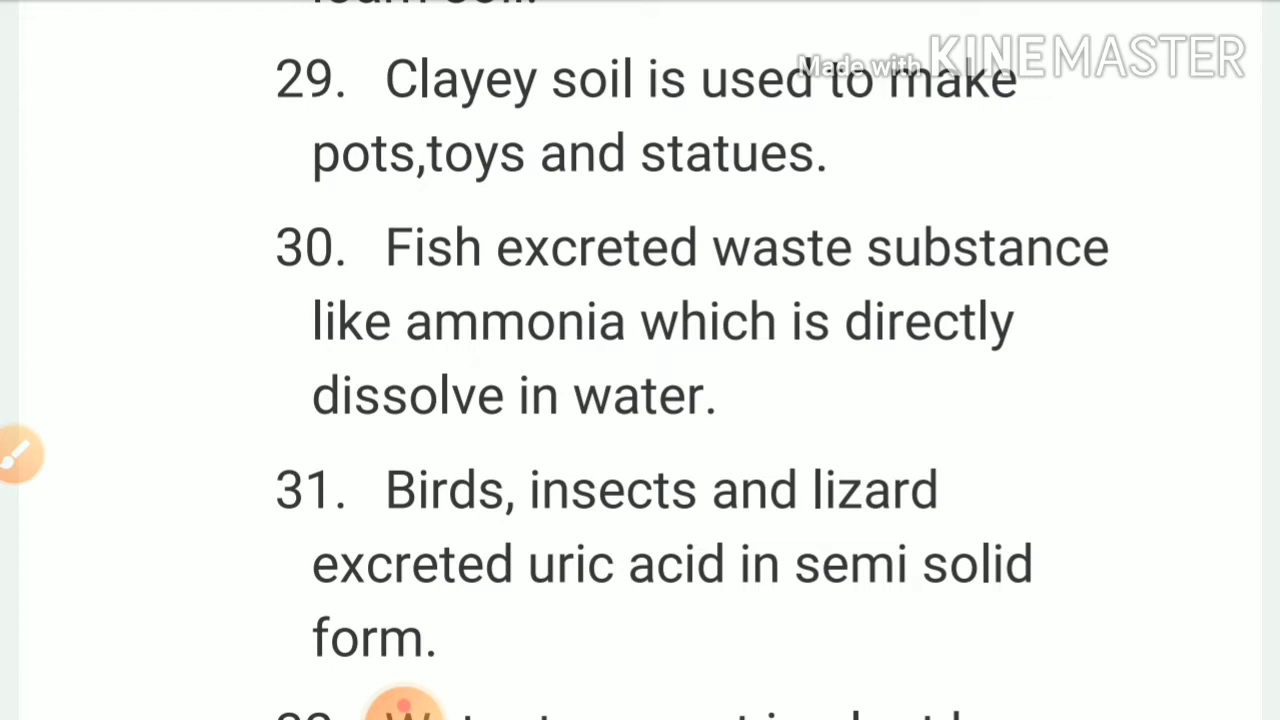 Made with KINEMASTER
29. Clayey soil is used to make
pots,toys and statues.
30. Fish excreted waste substance
like ammonia which is directly
dissolve in water.
31. Birds, insects and lizard
excreted uric acid in semi solid
form.